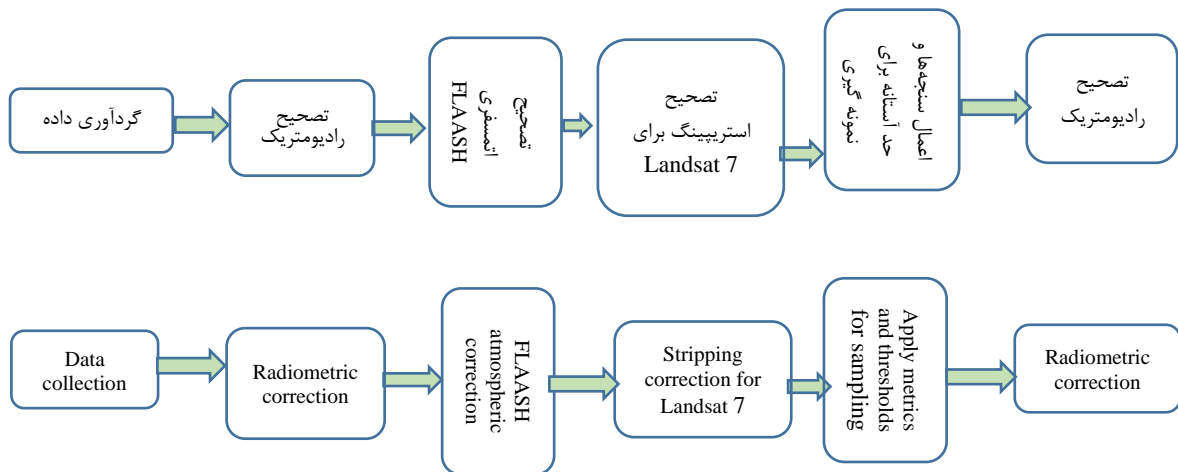 گردآوری داده
تصحیح
رادیومتریک
تصحیح
اتمسفری
FLAASH
تصحیح
استریپینگ برای
Landsat 7
اعمال سنجه‌ها و
حد آستانه برای
نمونه گیری
تصحیح
رادیومتریک
Data
collection
Radiometric
correction
FLAASH
atmospheric
correction
Stripping
correction for
Landsat 7
Apply metrics
and thresholds
for sampling
Radiometric
correction